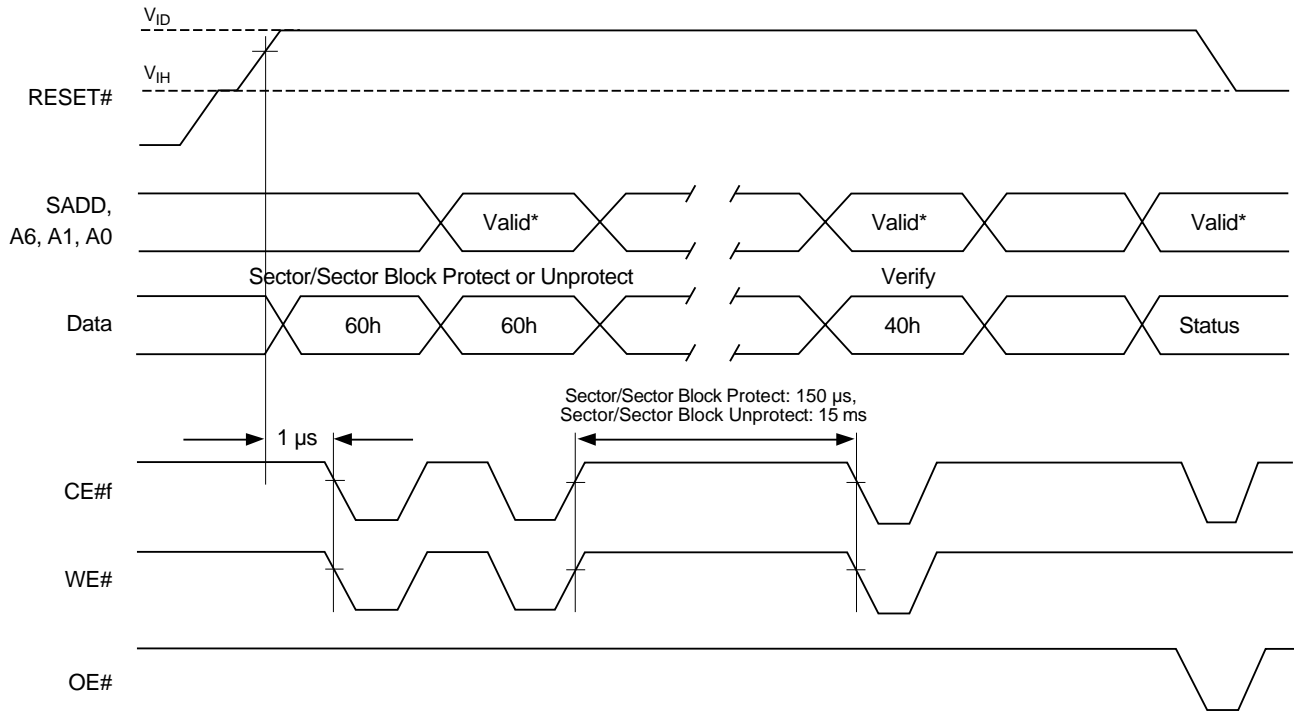 VID
VIH
RESET#
SADD,
A6, A1, A0
Valid*
Valid*
Valid*
Sector/Sector Block Protect or Unprotect
Verify
Data
60h
60h
40h
Status
Sector/Sector Block Protect: 150 µs,
Sector/Sector Block Unprotect: 15 ms
1 µs
CE#f
WE#
OE#